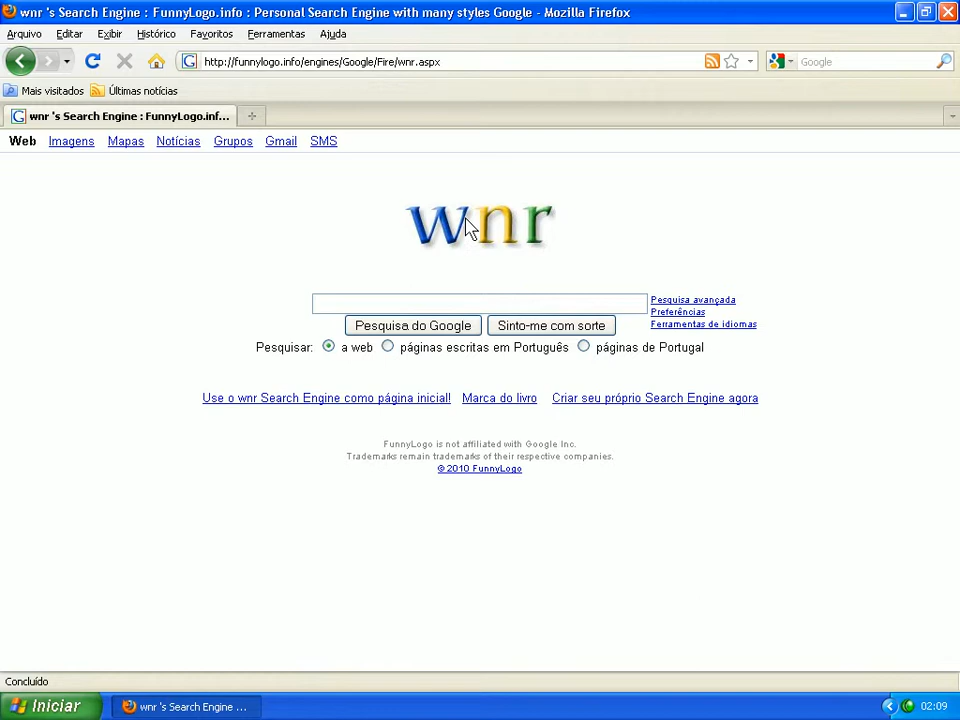 wnr 's Search Engine : FunnyLogo.info : Personal Search Engine with many styles Google - Mozilla Firefox
Arquivo Editar Exibir Histórico Favoritos Ferramentas Ajuda
http://funnylogo.info/engines/Google/Fire/wnr.aspx
Google
Mais visitados Últimas notícias
wnr 's Search Engine : FunnyLogo.inf...
Web Imagens Mapas Notícias Grupos Gmail SMS
wnr
Pesquisa avançada
Preferências
Ferramentas de idiomas
Pesquisa do Google Sinto-me com sorte
Pesquisar: a web páginas escritas em Português páginas de Portugal
Use o wnr Search Engine como página inicial! Marca do livro Criar seu próprio Search Engine agora
FunnyLogo is not affiliated with Google Inc.
Trademarks remain trademarks of their respective companies.
© 2010 FunnyLogo
Concluído
Iniciar wnr 's Search Engine ... 02:09